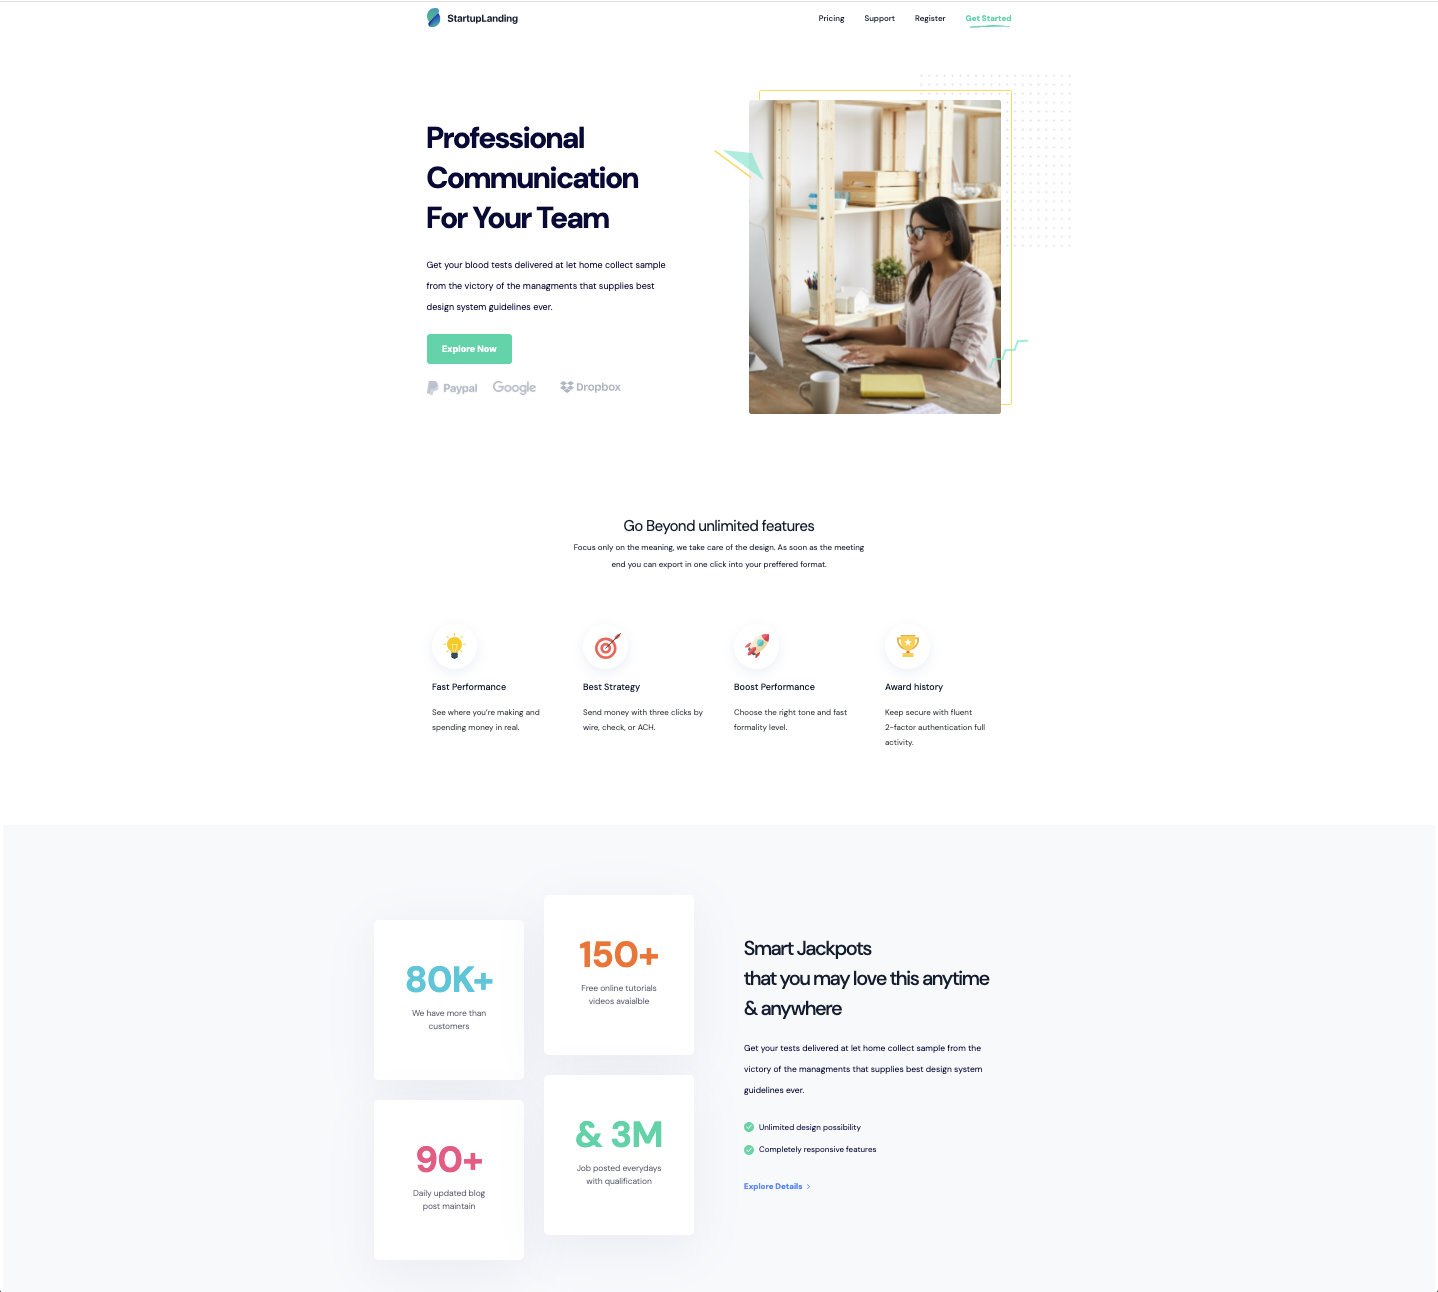 StartupLanding
Pricing
Support
Register
Get Started
Professional
Communication
For Your Team
Get your blood tests delivered at let home collect sample
from the victory of the managments that supplies best
design system guidelines ever.
Explore Now
Paypal
Google
Dropbox
Go Beyond unlimited features
Focus only on the meaning, we take care of the design. As soon as the meeting
end you can export in one click into your preffered format.
Fast Performance
See where you're making and
spending money in real.
Best Strategy
Send money with three clicks by
wire, check, or ACH.
Boost Performance
Choose the right tone and fast
formality level.
Award history
Keep secure with fluent
2-factor authentication full
activity.
80K+
We have more than
customers
150+
Free online tutorials
videos avaialble
90+
Daily updated blog
post maintain
& 3M
Job posted everydays
with qualification
Smart Jackpots
that you may love this anytime
& anywhere
Get your tests delivered at let home collect sample from the
victory of the managments that supplies best design system
guidelines ever.
Unlimited design possibility
Completely responsive features
Explore Details >